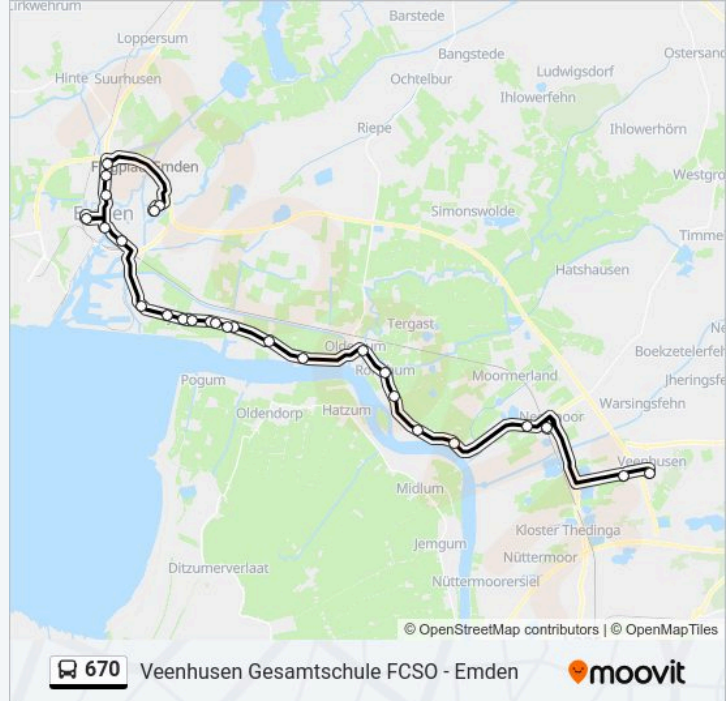 Loppersum
Barstede
Bangstede
Hinte Suurhusen
Ochtelbur
Ludwigsdorf
Ostersand
Ihlowerfehn
Riepe
Ihlowerhörn
Westgro
Simonswolde
Timme
Hatshausen
Tergast
Boekzetelerfeh
Pogum
Moormerland
Jheringsfe
Oldendorp
Hatzum
Warsingsfehn
Veenhusen
Midlum
Kloster Thedinga
Jemgum
Nüttermoor
Ditzumerverlaat
Nüttermoorersiel
© OpenStreetMap contributors | © OpenMapTiles
670 Veenhusen Gesamtschule FCSO - Emden
moovit